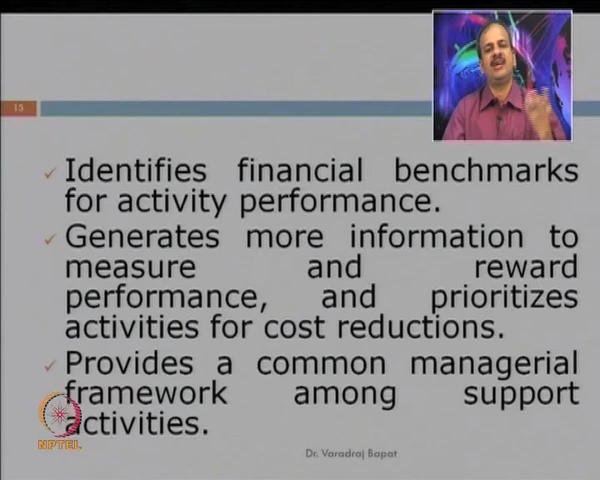 15
✓ Identifies financial benchmarks
for activity performance.
✓ Generates more information to
measure and reward
performance, and prioritizes
activities for cost reductions.
✓ Provides a common managerial
framework among support
activities.
NPTEL
Dr. Varadraj Bapat